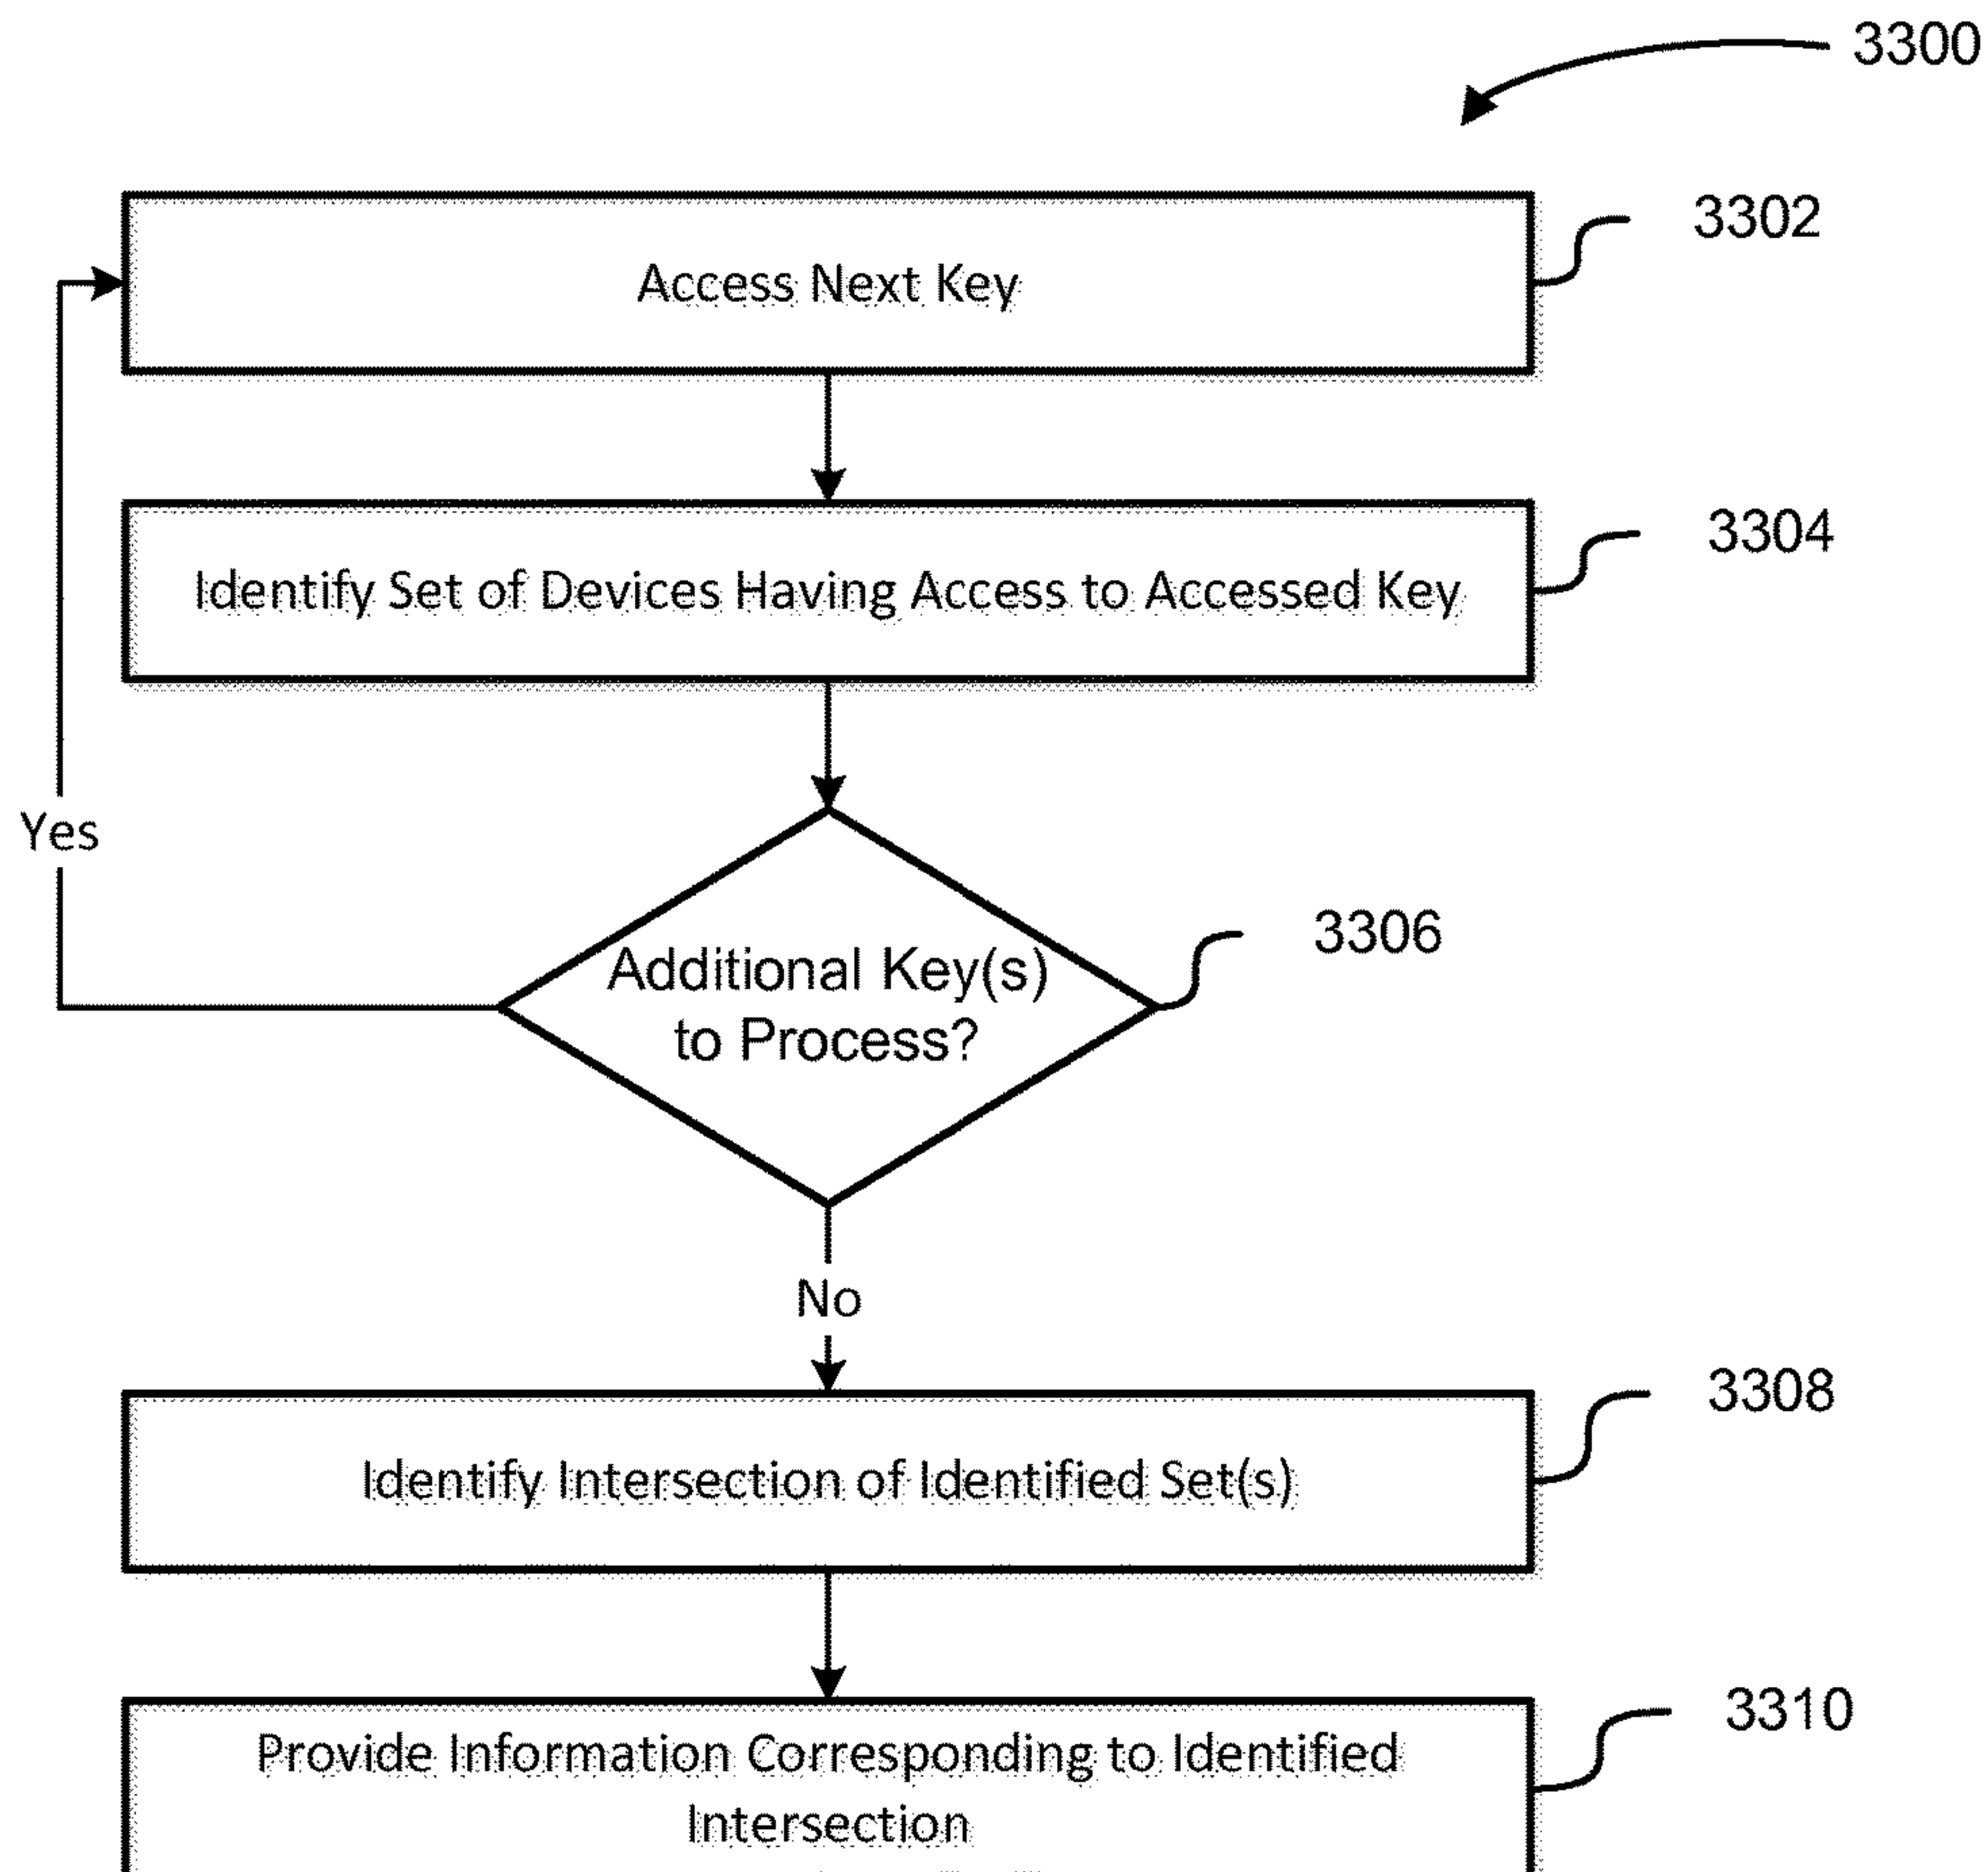 3300
3302
Access Next Key
3304
Identify Set of Devices Having Access to Accessed Key
Yes
3306
Additional Key(s)
to Process?
No
3308
Identify Intersection of Identified Set(s)
3310
Provide Information Corresponding to Identified
Intersection